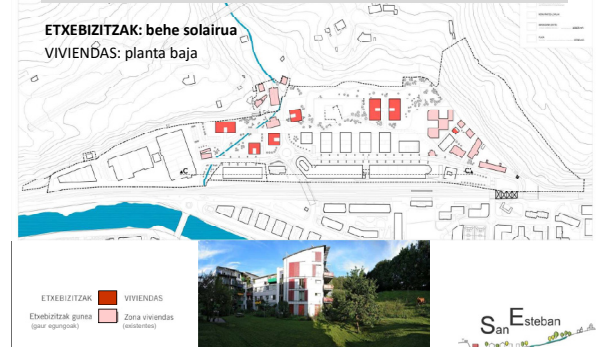 ETXEBIZITZAK: behe solairua
VIVIENDAS: planta baja
ETXEBIZITZAK VIVIENDAS
Etxebizitzak gunea Zona viviendas
(gaur egungoak) (existentes)
San Esteban